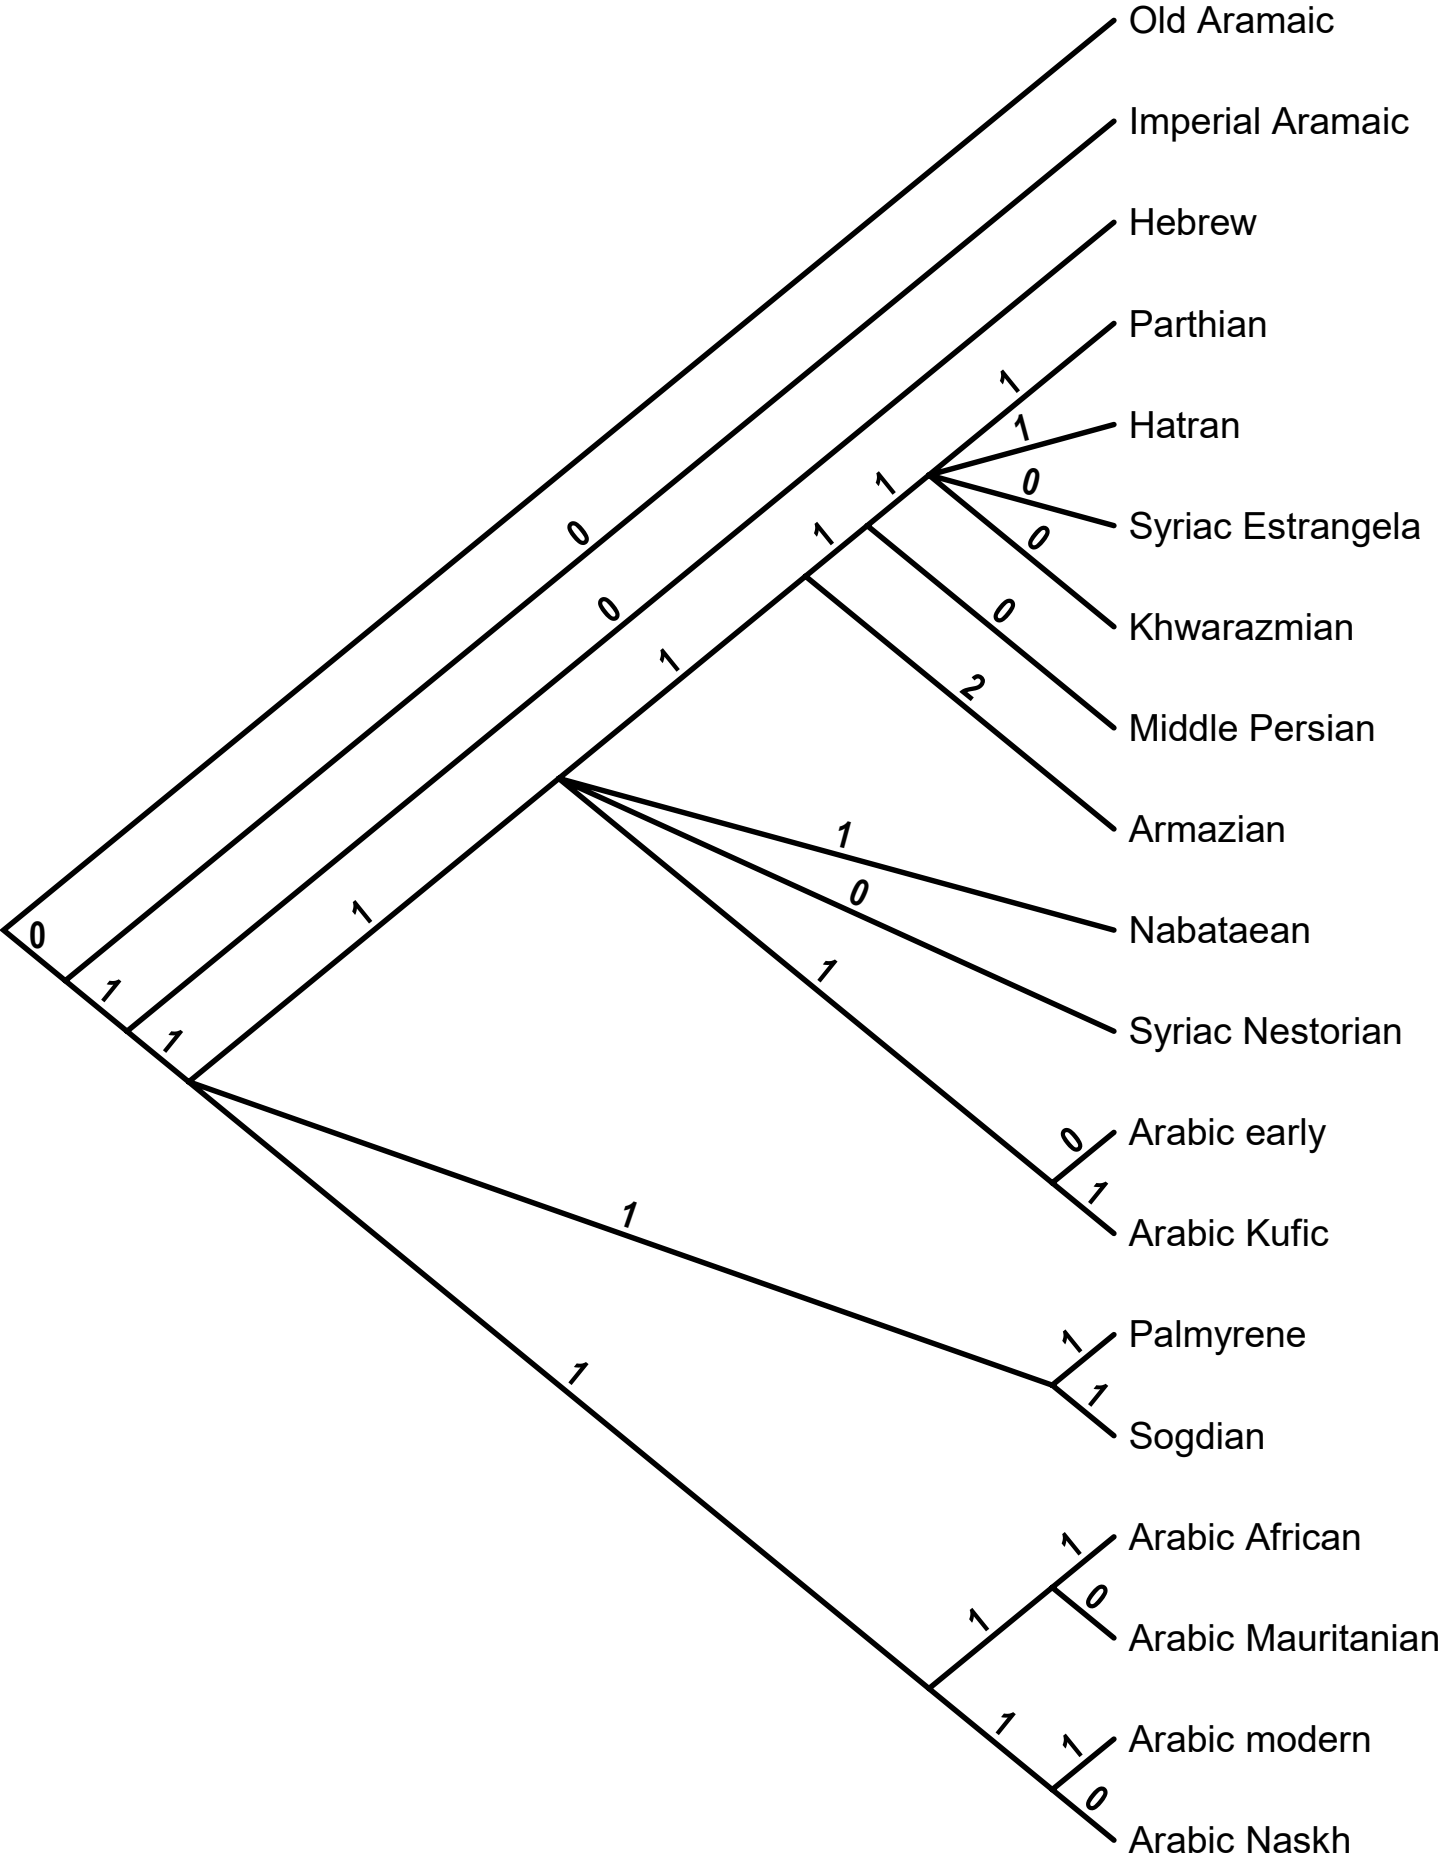 Old Aramaic
Imperial Aramaic
Hebrew
Parthian
1
Hatran
1
Syriac Estrangela
1
0
0
1
0
Khwarazmian
0
0
1
2
Middle Persian
Armazian
1
0
1
Nabataean
0
1
1
Syriac Nestorian
1
0
Arabic early
1
Arabic Kufic
1
1
Palmyrene
1
1
Sogdian
1
Arabic African
0
1
Arabic Mauritanian
1
1
Arabic modern
0
Arabic Naskh